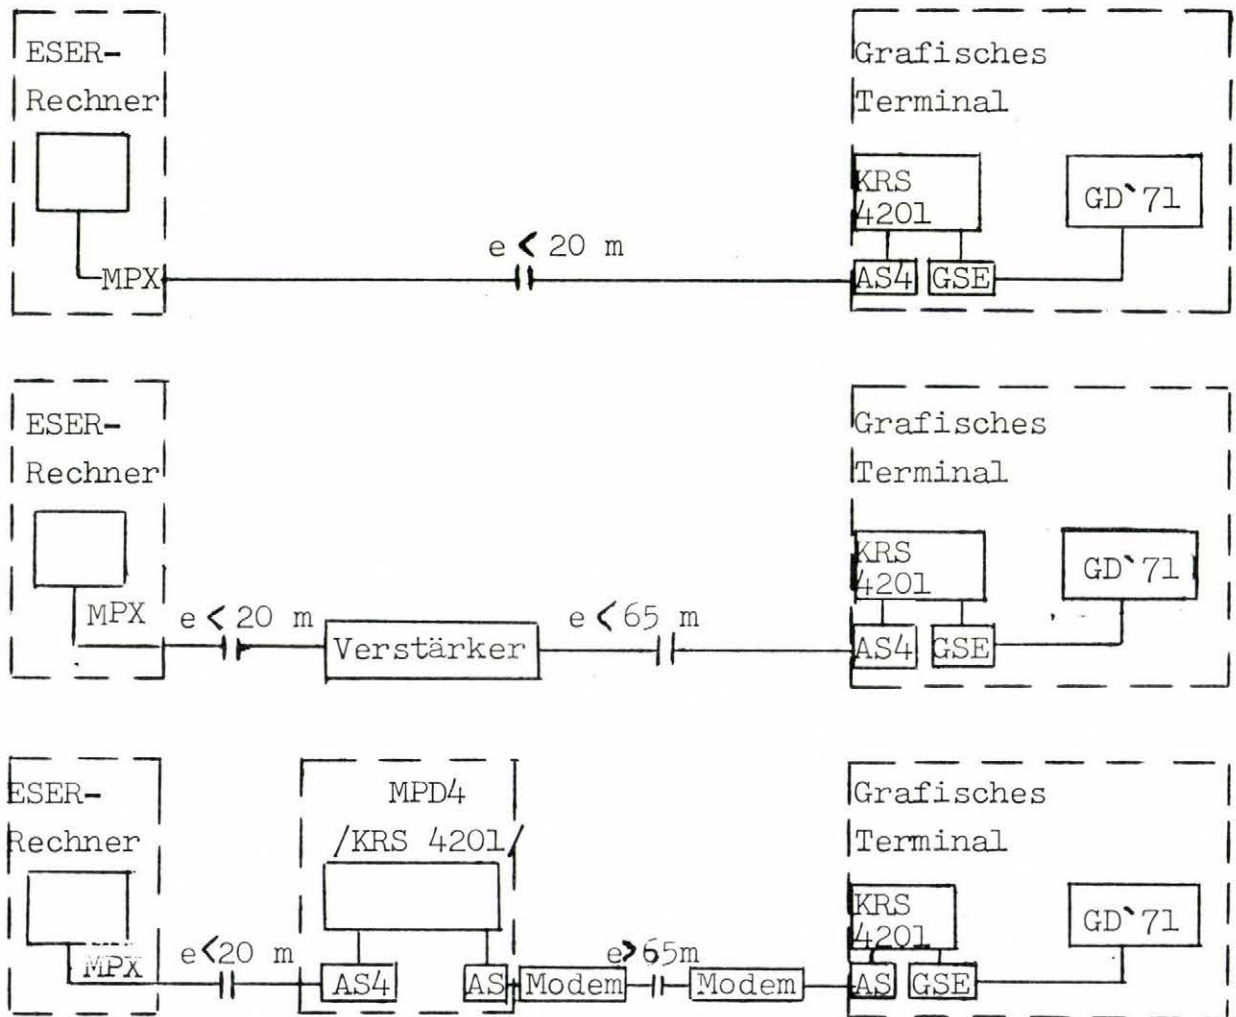 ESER-
Rechner
MPX
e < 20 m
Grafisches
Terminal
KRS
4201
GD`71
AS4
GSE
ESER-
Rechner
MPX
e < 20 m
Verstärker
e < 65 m
Grafisches
Terminal
KRS
4201
GD`71
AS4
GSE
ESER-
Rechner
MPX
e<20 m
MPD4
/KRS 4201/
AS4
AS
Modem
e>65m
Modem
Grafisches
Terminal
KRS
4201
GD`71
AS
GSE